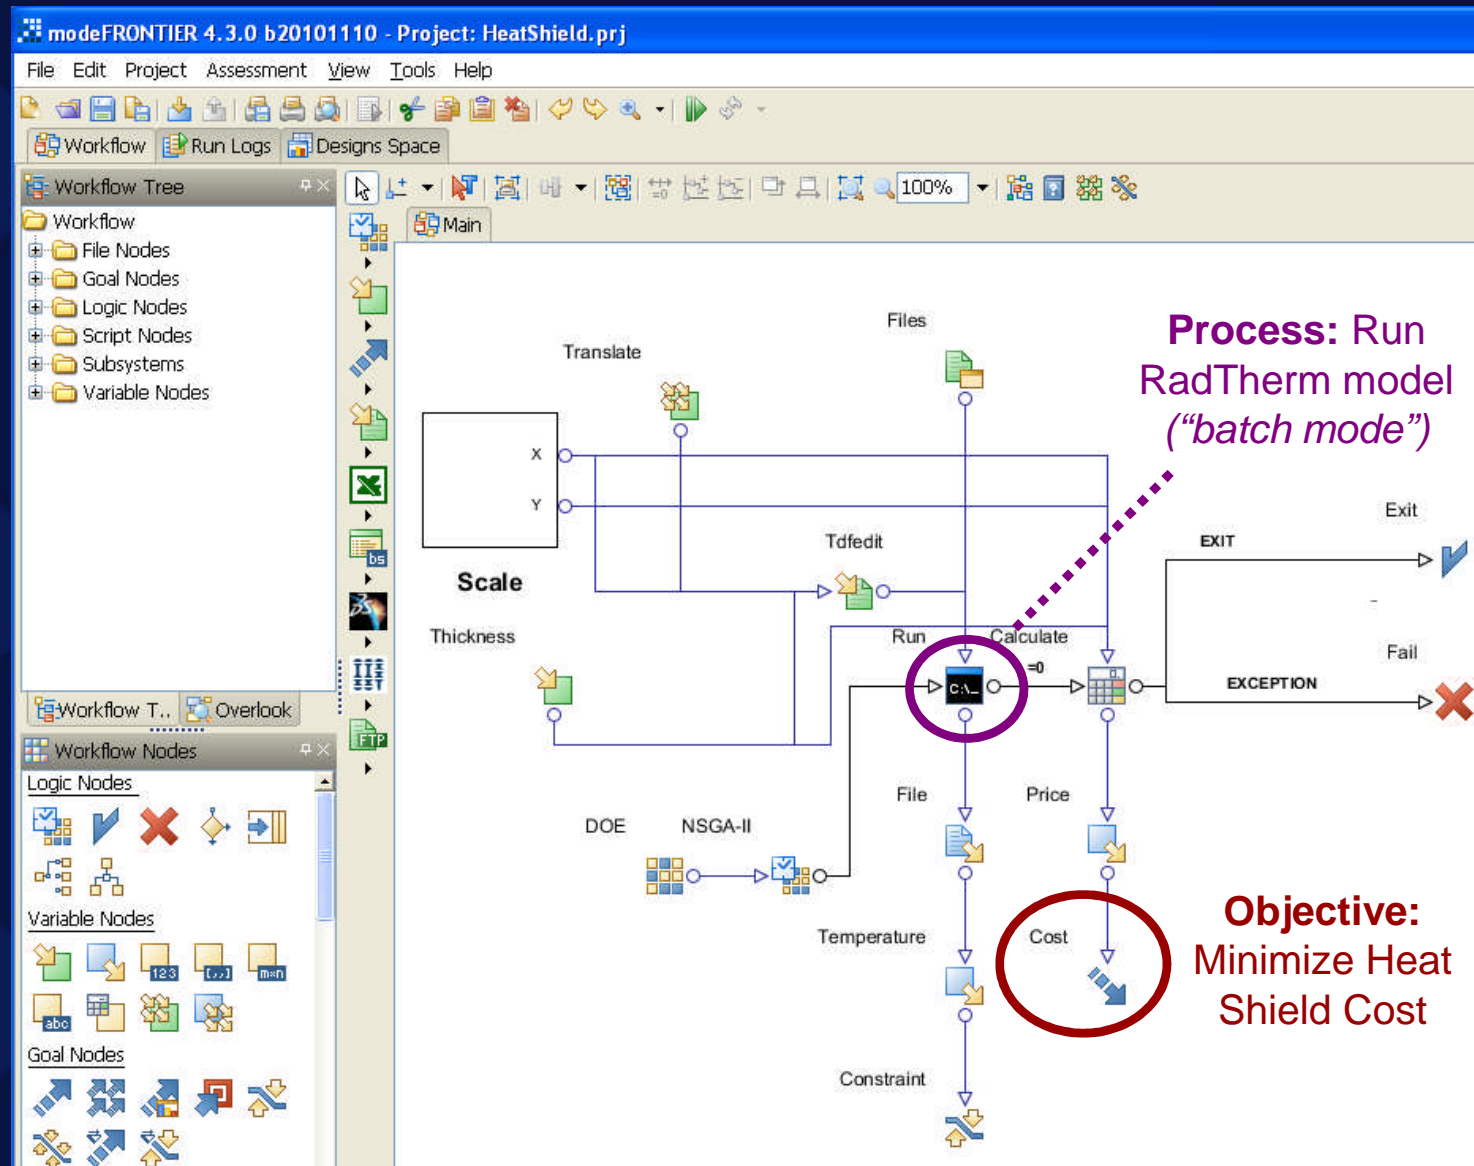 modeFRONTIER 4.3.0 b20101110 - Project: HeatShield.prj
File Edit Project Assessment View Tools Help
Workflow Run Logs Designs Space
Workflow Tree
100%
Workflow
File Nodes
Goal Nodes
Logic Nodes
Script Nodes
Subsystems
Variable Nodes
Workflow T.. Overlook
Workflow Nodes
Logic Nodes
Variable Nodes
123
[,,]
m×n
abc
Goal Nodes
bs
FTP
Main
Files
Translate
Process: Run
RadTherm model
(“batch mode”)
X
Y
Scale
Tdfedit
Exit
EXIT
Thickness
Run
Calculate
=0
C:\_
Fail
EXCEPTION
File
Price
DOE
NSGA-II
Temperature
Cost
Objective:
Minimize Heat
Shield Cost
Constraint